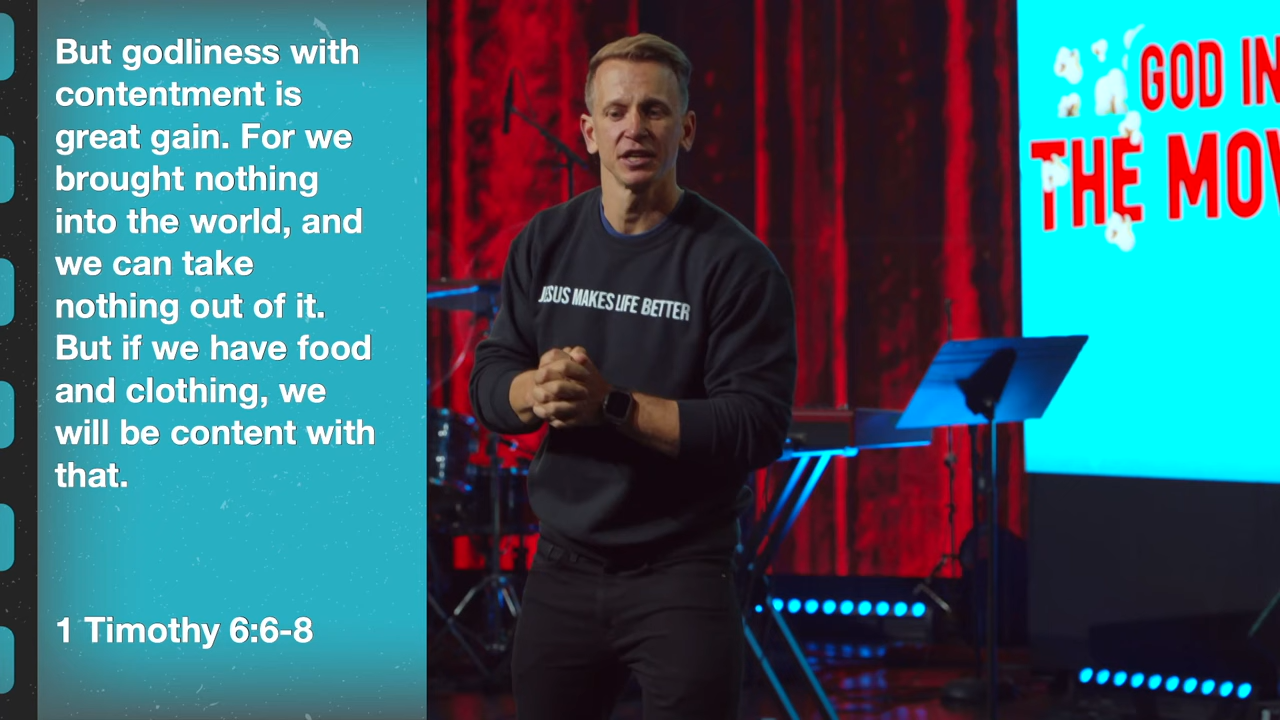 But godliness with
contentment is
great gain. For we
brought nothing
into the world, and
we can take
nothing out of it.
But if we have food
and clothing, we
will be content with
that.
1 Timothy 6:6-8
JESUS MAKES LIFE BETTER
GOD IN
THE MOV